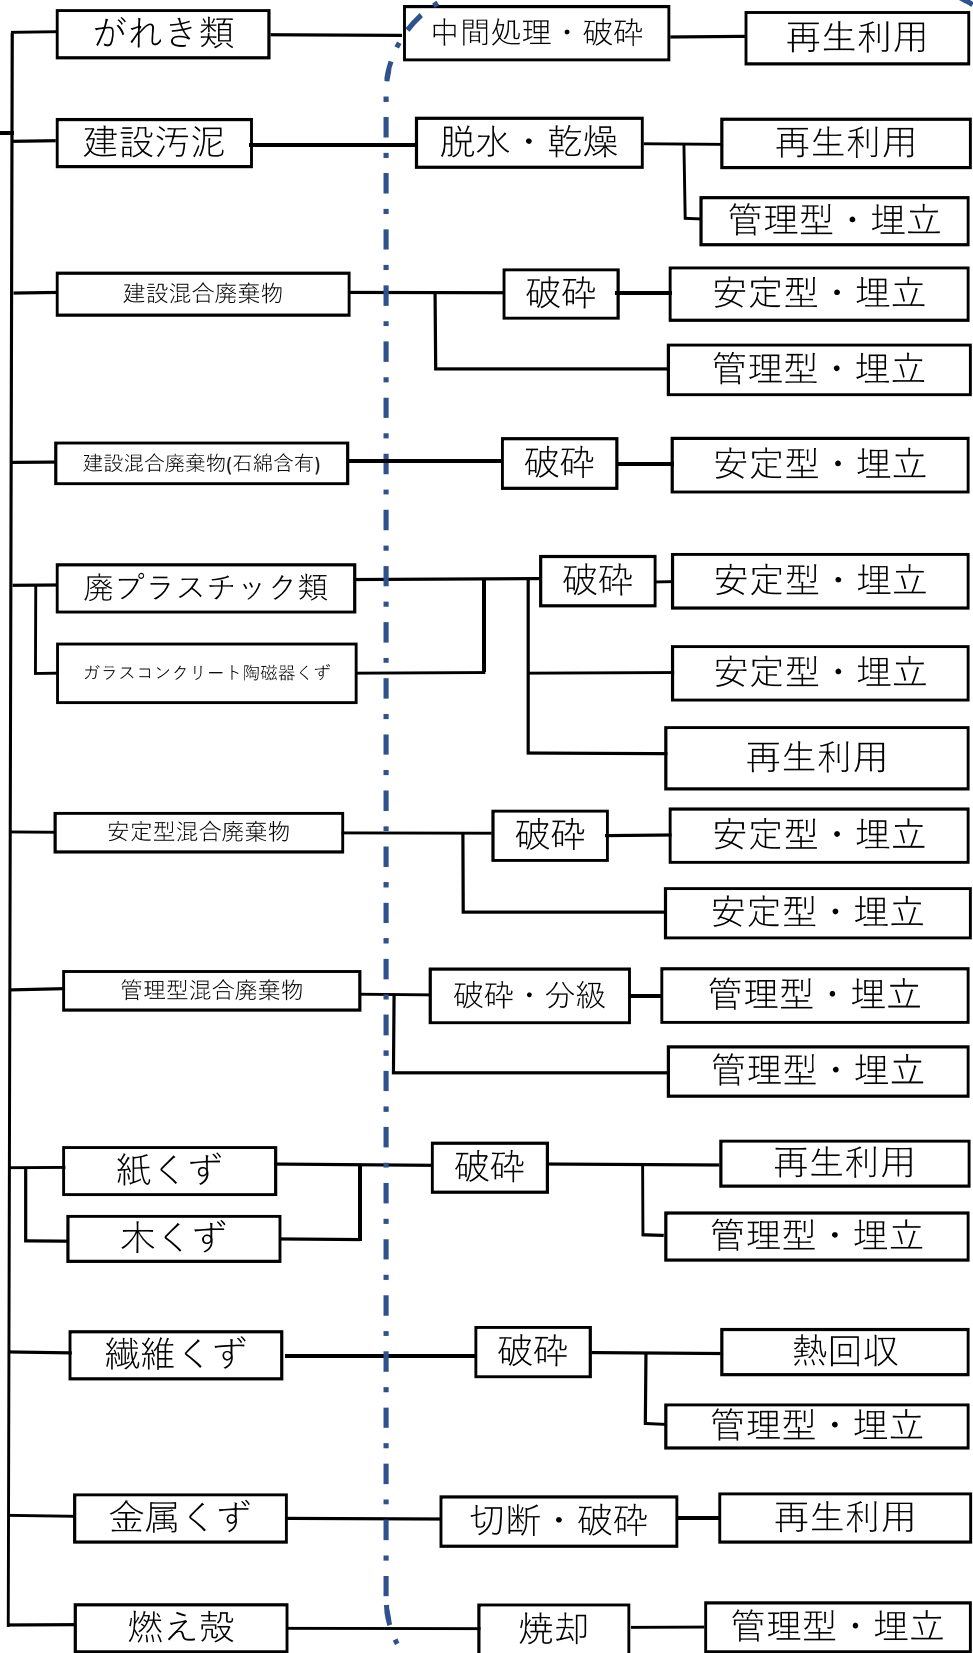 がれき類
中間処理・破砕
再生利用
建設汚泥
脱水・乾燥
再生利用
管理型・埋立
建設混合廃棄物
破砕
安定型・埋立
管理型・埋立
建設混合廃棄物(石綿含有)
破砕
安定型・埋立
廃プラスチック類
破砕
安定型・埋立
ガラスコンクリート陶磁器くず
安定型・埋立
再生利用
安定型混合廃棄物
破砕
安定型・埋立
安定型・埋立
管理型混合廃棄物
破砕・分級
管理型・埋立
管理型・埋立
紙くず
破砕
再生利用
木くず
管理型・埋立
繊維くず
破砕
熱回収
管理型・埋立
金属くず
切断・破砕
再生利用
燃え殻
焼却
管理型・埋立